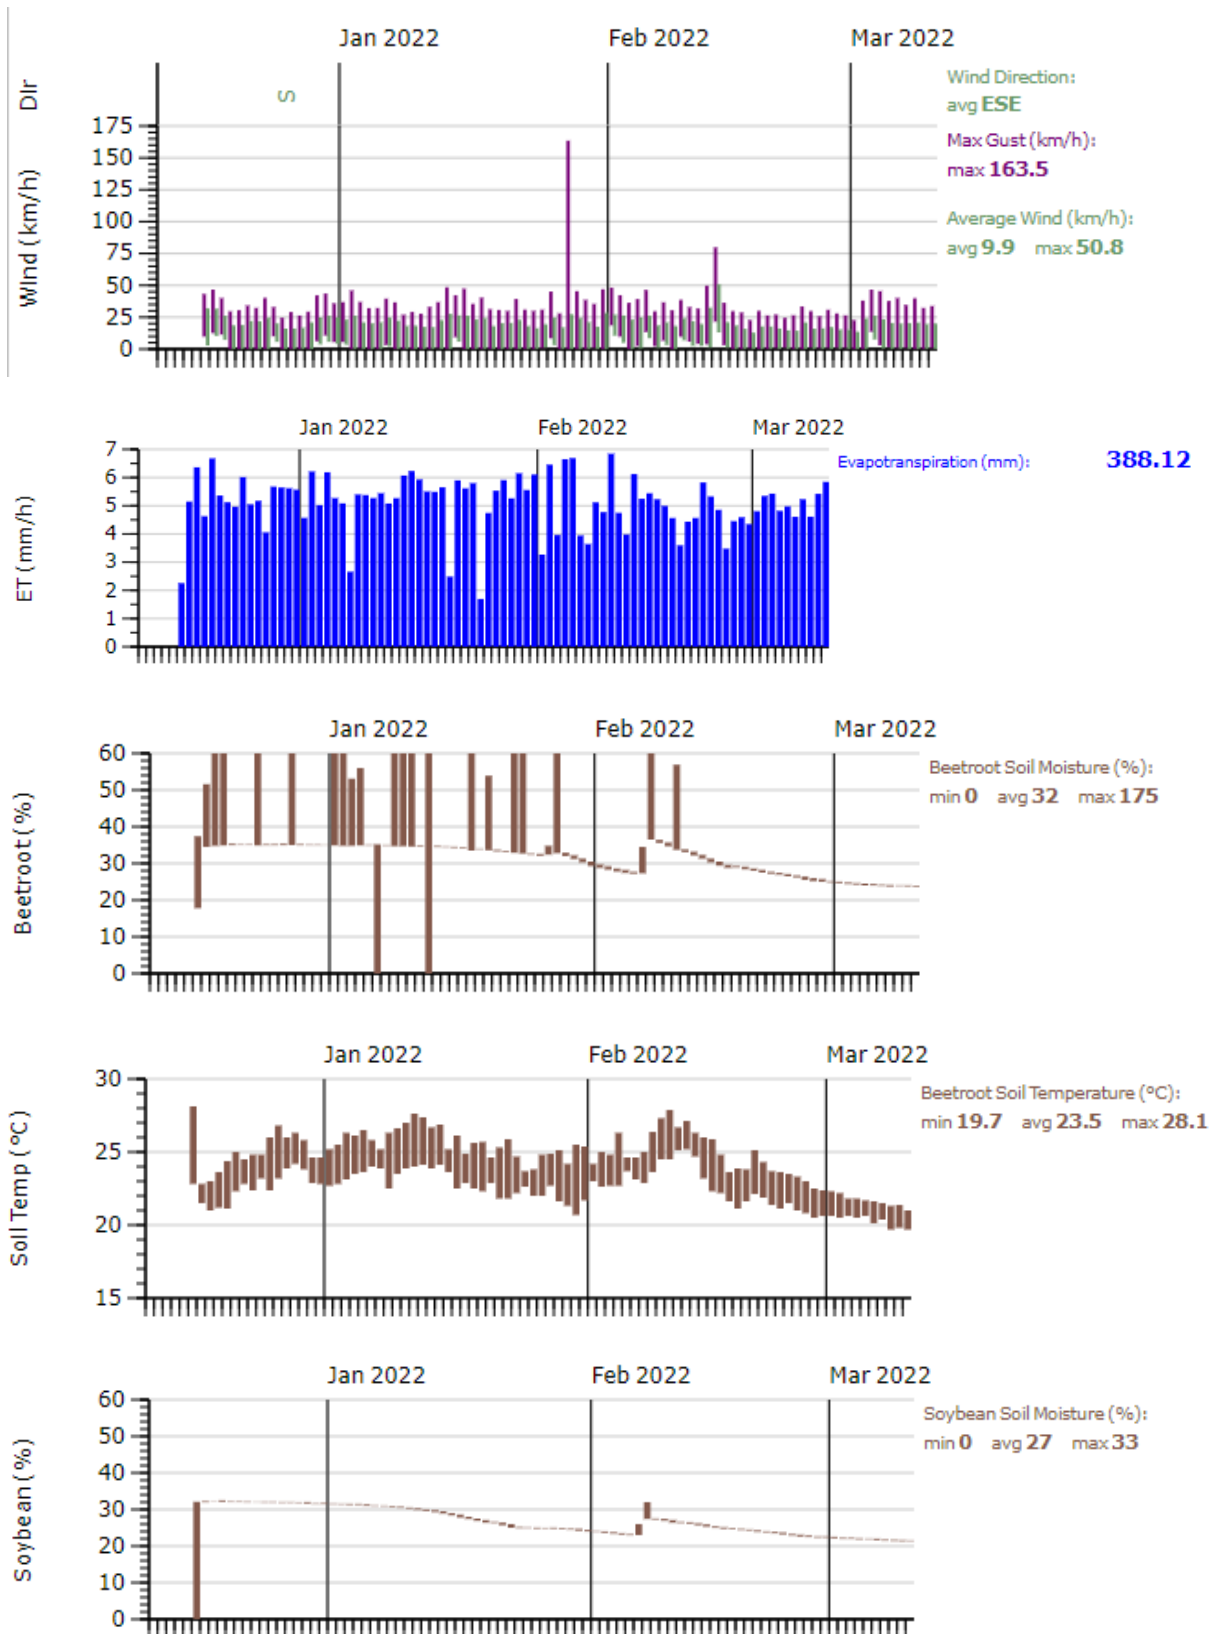 Jan 2022 Feb 2022 Mar 2022
Dir
S
Wind Direction:
avg ESE
Max Gust (km/h):
max 163.5
Average Wind (km/h):
avg 9.9 max 50.8
Wind (km/h)
175
150
125
100
75
50
25
0
Jan 2022 Feb 2022 Mar 2022
ET (mm/h)
7
6
5
4
3
2
1
0
Evapotranspiration (mm): 388.12
Jan 2022 Feb 2022 Mar 2022
Beetroot (%)
60
50
40
30
20
10
0
Beetroot Soil Moisture (%):
min 0 avg 32 max 175
Jan 2022 Feb 2022 Mar 2022
Soil Temp (°C)
30
25
20
15
Beetroot Soil Temperature (°C):
min 19.7 avg 23.5 max 28.1
Jan 2022 Feb 2022 Mar 2022
Soybean (%)
60
50
40
30
20
10
0
Soybean Soil Moisture (%):
min 0 avg 27 max 33